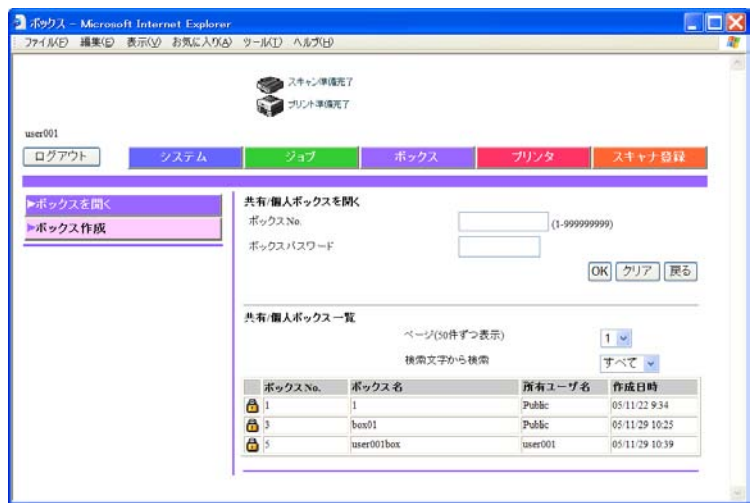 ボックス - Microsoft Internet Explorer
ファイル(F) 編集(E) 表示(V) お気に入り(A) ツール(T) ヘルプ(H)
スキャン準備完了
プリント準備完了
user001
ログアウト システム ジョブ ボックス プリンタ スキャナ登録
▶ボックスを開く
▶ボックス作成
共有/個人ボックスを開く
ボックスNo. (1-999999999)
ボックスパスワード
OK クリア 戻る
共有/個人ボックス一覧
ページ(50件ずつ表示) 1
検索文字から検索 すべて
ボックスNo. ボックス名 所有ユーザ名 作成日時
1 1 Public 05/11/22 9:34
3 box01 Public 05/11/29 10:25
5 user001box user001 05/11/29 10:39